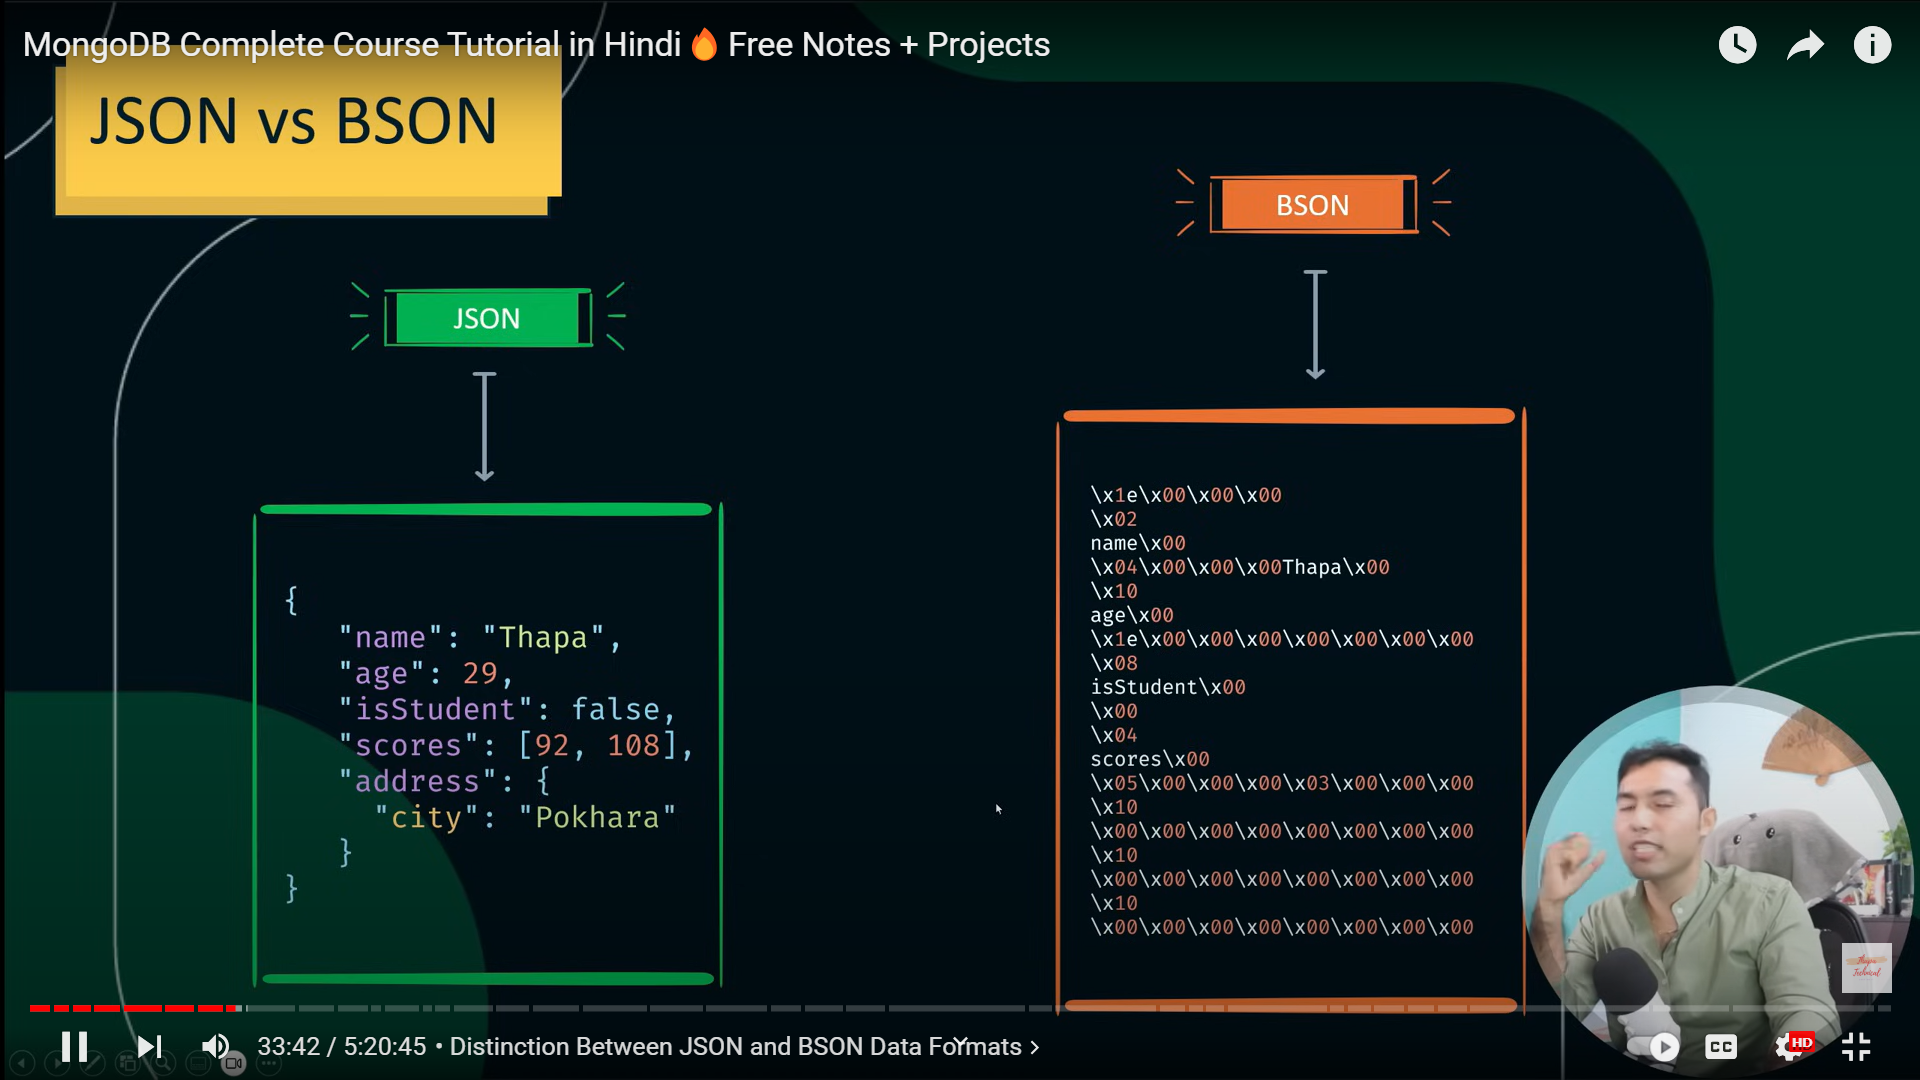 MongoDB Complete Course Tutorial in Hindi🔥Free Notes + Projects
JSON vs BSON
JSON
{
"name": "Thapa",
"age": 29,
"isStudent": false,
"scores": [92, 108],
"address": {
"city": "Pokhara"
}
}
BSON
\x1e\x00\x00\x00
\x02
name\x00
\x04\x00\x00\x00Thapa\x00
\x10
age\x00
\x1e\x00\x00\x00\x00\x00\x00\x00
\x08
isStudent\x00
\x00
\x04
scores\x00
\x05\x00\x00\x00\x03\x00\x00\x00
\x10
\x00\x00\x00\x00\x00\x00\x00\x00
\x10
\x00\x00\x00\x00\x00\x00\x00\x00
\x10
\x00\x00\x00\x00\x00\x00\x00\x00
Thapa
Technical
33:42 / 5:20:45 • Distinction Between JSON and BSON Data Formats >
CC
HD